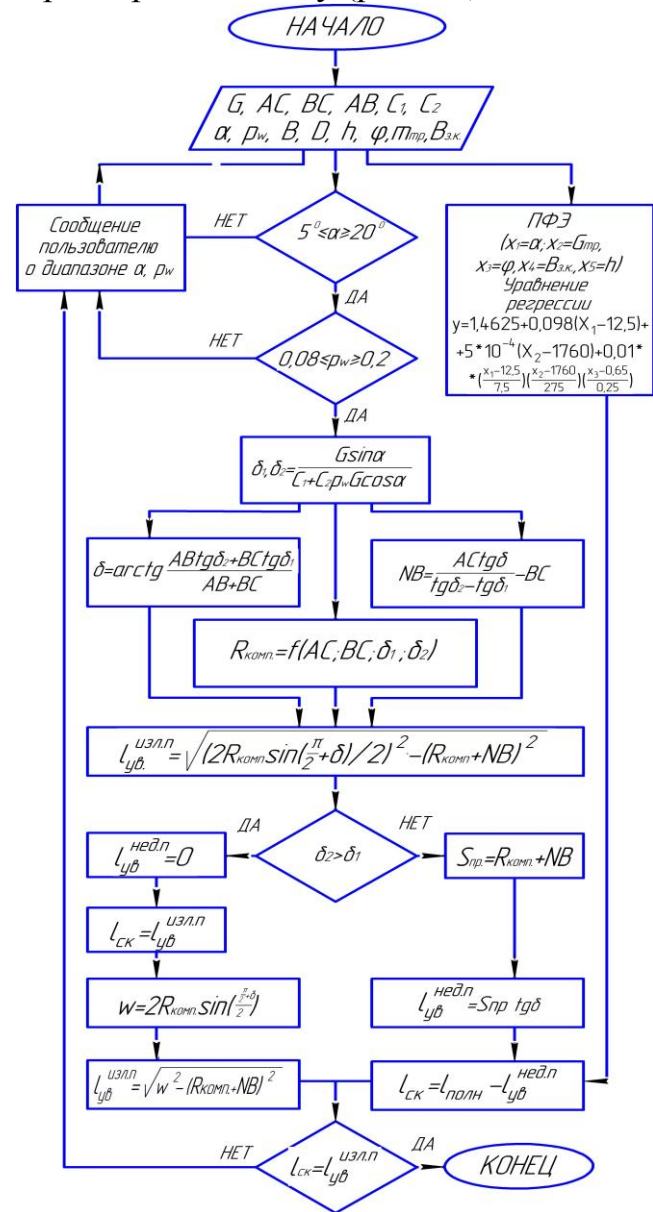 НАЧАЛО
G, AC, BC, AB, C₁, C₂
α, p_w, B, D, h, φ, m_тр, B_з.к.
Сообщение
пользователю
о диапазоне α, p_w
НЕТ
5⁰≤α≥20⁰
ДА
НЕТ
0,08≤p_w≥0,2
ДА
ПФЭ
(x₁=α; x₂=G_тр,
x₃=φ, x₄=B_з.к., x₅=h)
Уравнение
регрессии
y=1,4625+0,098(X₁-12,5)+
+5*10⁻⁴(X₂-1760)+0,01*
*((x₁-12,5)/7,5)((x₂-1760)/275)((x₃-0,65)/0,25)
δ₁, δ₂=Gsinα/(C₁+C₂p_wGcosα)
δ=arctg (ABtgδ₂+BCtgδ₁)/(AB+BC)
NB=ACtgδ/(tgδ₂-tgδ₁)-BC
R_комп.=f(AC; BC; δ₁; δ₂)
l_ув.^изл.п=√((2R_комп sin(π/2+δ)/2)²-(R_комп+NB)²)
ДА
НЕТ
δ₂>δ₁
l_ув^нед.п=0
S_пр.=R_комп.+NB
l_ск=l_ув^изл.п
w=2R_комп.sin((π/2+δ)/2)
l_ув^нед.п=Sпр tgδ
l_ув^изл.п=√(w²-(R_комп.+NB)²)
l_ск=l_полн-l_ув^нед.п
НЕТ
l_ск=l_ув^изл.п
ДА
КОНЕЦ